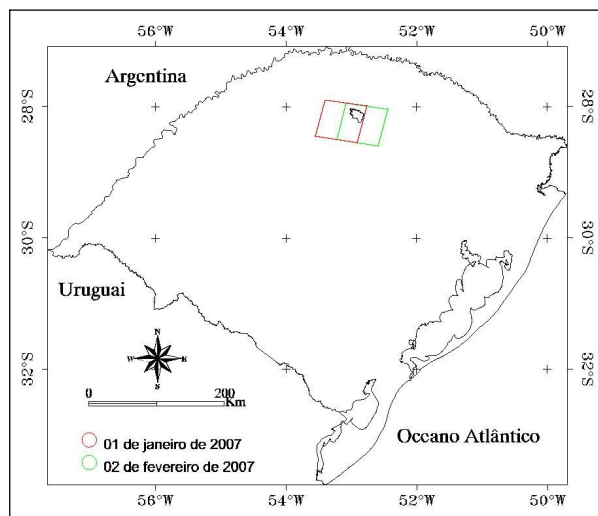 56°W 54°W 52°W 50°W
Argentina
28°S 28°S
30°S 30°S
Uruguai
N
W E
S
32°S 32°S
0 200
Km
Occano Atlântico
01 de janeiro de 2007
02 de fevereiro de 2007
56°W 54°W 52°W 50°W